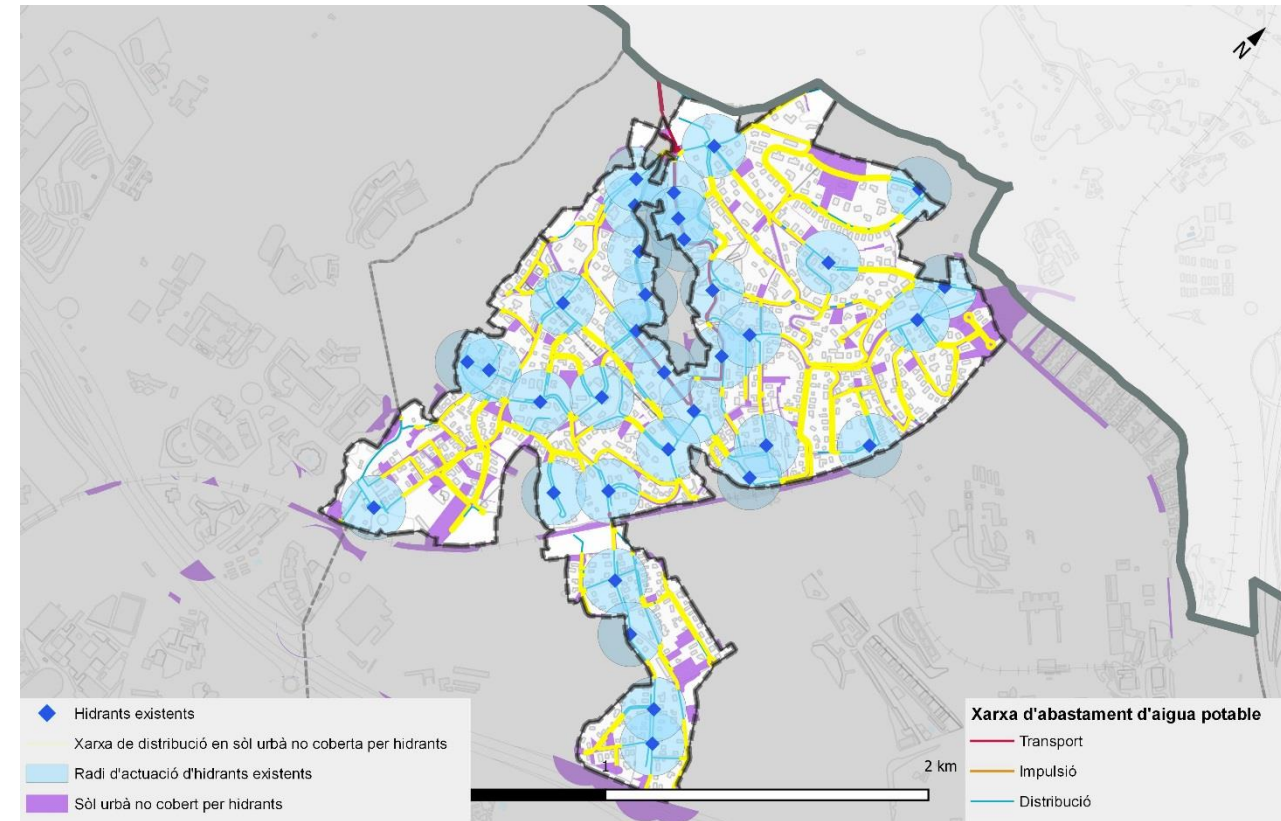 N
Hidrants existents
Xarxa de distribució en sòl urbà no coberta per hidrants
Radi d'actuació d'hidrants existents
Sòl urbà no cobert per hidrants
1
2 km
Xarxa d'abastament d'aigua potable
Transport
Impulsió
Distribució